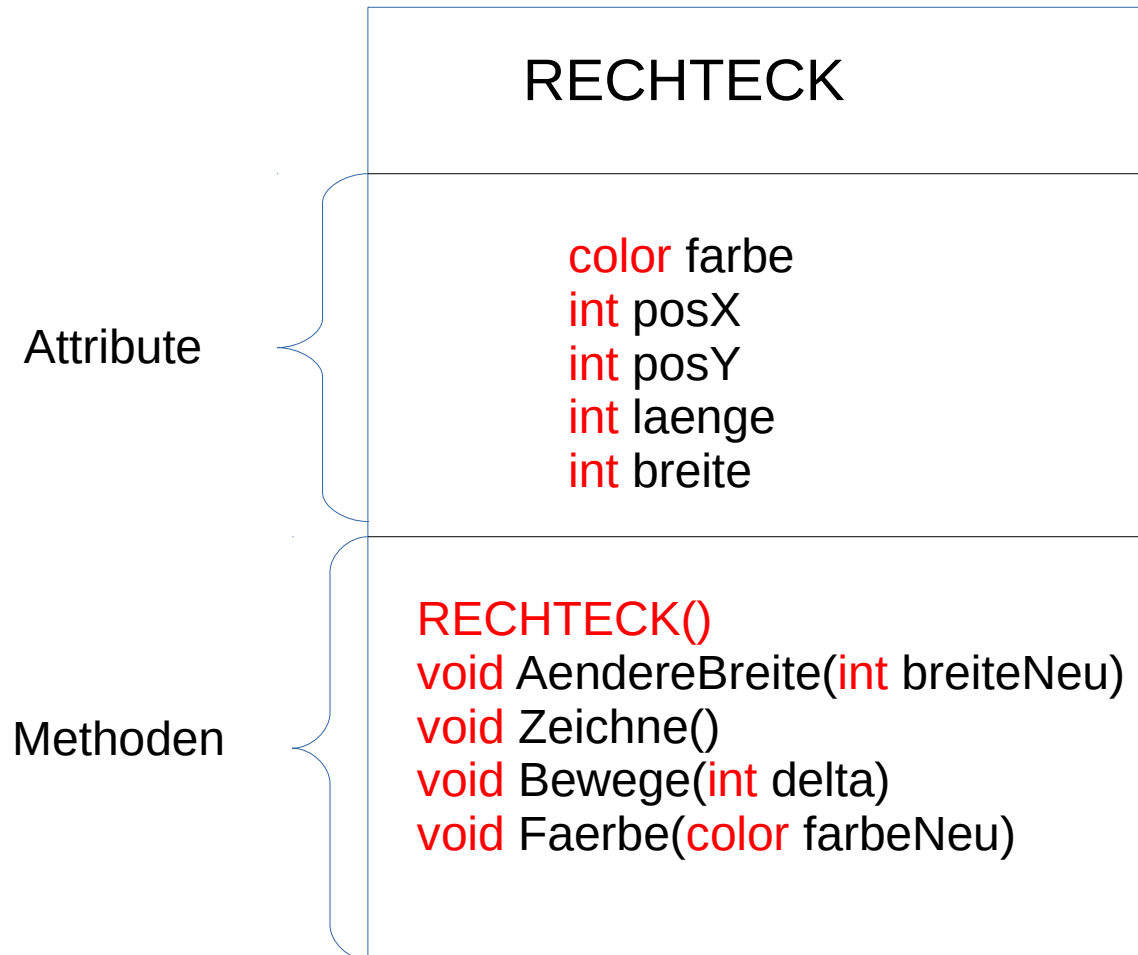 RECHTECK
Attribute
color farbe
int posX
int posY
int laenge
int breite
Methoden
RECHTECK()
void AendereBreite(int breiteNeu)
void Zeichne()
void Bewege(int delta)
void Faerbe(color farbeNeu)